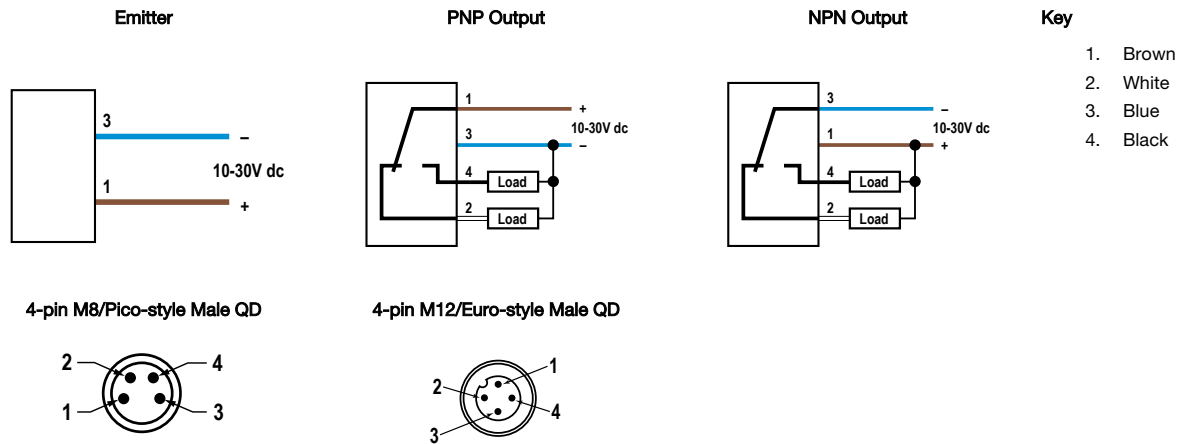 Emitter
3
–
10-30V dc
1
+
PNP Output
1
+
10-30V dc
3
–
4
Load
2
Load
NPN Output
3
–
10-30V dc
1
+
4
Load
2
Load
Key
1. Brown
2. White
3. Blue
4. Black
4-pin M8/Pico-style Male QD
2 4
1 3
4-pin M12/Euro-style Male QD
1
2
4
3